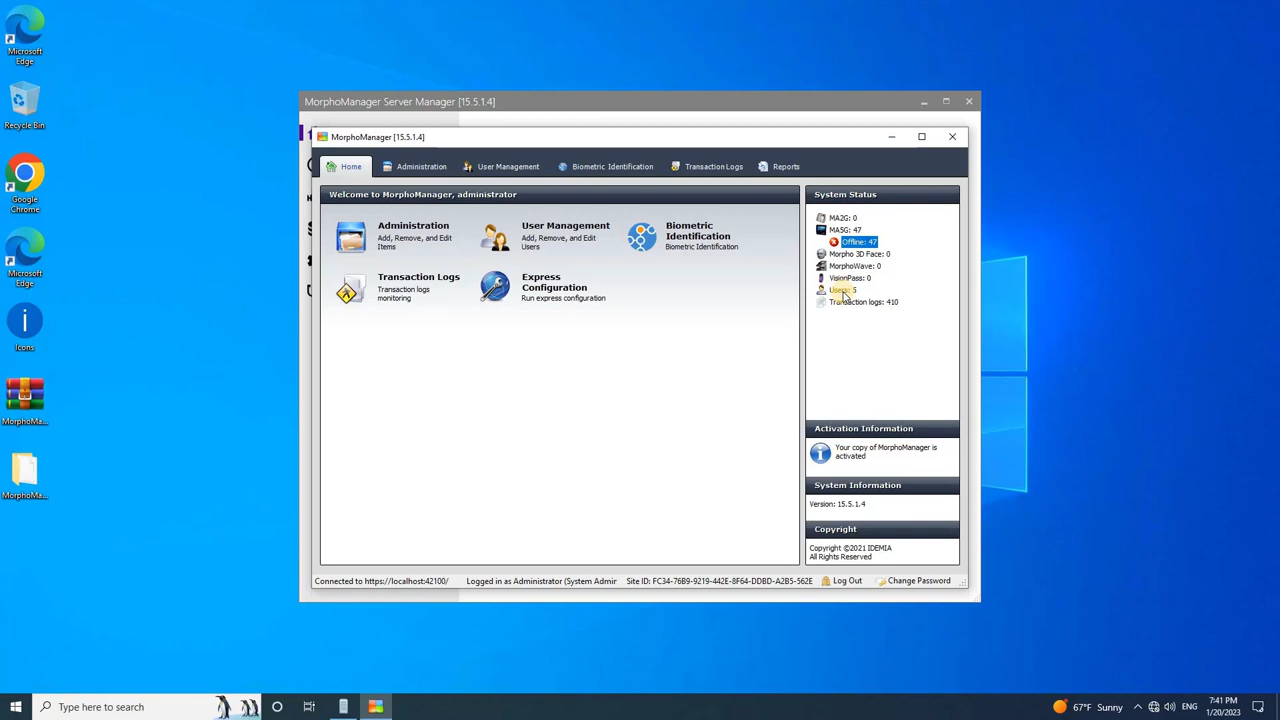 Microsoft Edge
Recycle Bin
Google Chrome
Microsoft Edge
Icons
MorphoMa...
MorphoMa...
MorphoManager Server Manager [15.5.1.4]
MorphoManager [15.5.1.4]
Home
Administration
User Management
Biometric Identification
Transaction Logs
Reports
Welcome to MorphoManager, administrator
Administration
Add, Remove, and Edit
Items
User Management
Add, Remove, and Edit
Users
Biometric
Identification
Biometric Identification
Transaction Logs
Transaction logs
monitoring
Express
Configuration
Run express configuration
System Status
MA2G: 0
MA5G: 47
Offline: 47
Morpho 3D Face: 0
MorphoWave: 0
VisionPass: 0
Users: 5
Transaction logs: 410
Activation Information
Your copy of MorphoManager is
activated
System Information
Version: 15.5.1.4
Copyright
Copyright ©2021 IDEMIA
All Rights Reserved
Connected to https://localhost:42100/
Logged in as Administrator (System Admir
Site ID: FC34-76B9-9219-442E-8F64-DDBD-A2B5-562E
Log Out
Change Password
Type here to search
67°F Sunny
ENG
7:41 PM
1/20/2023